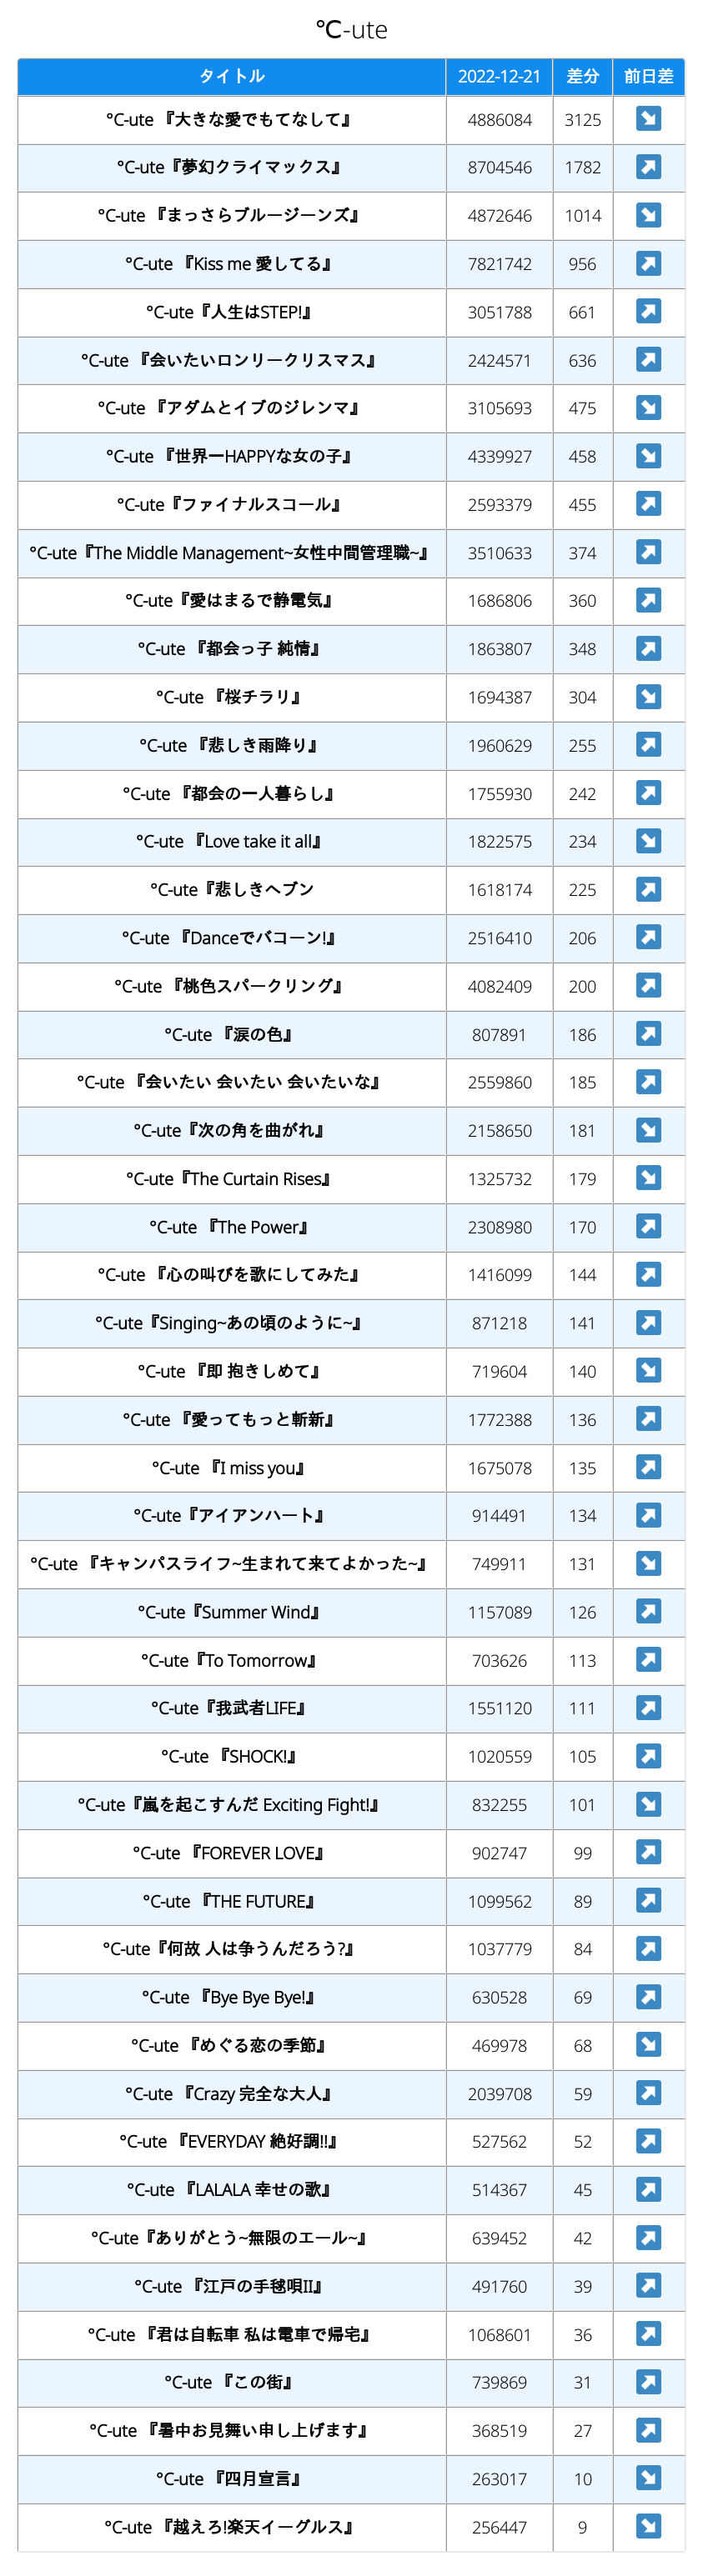 ℃-ute
タイトル 2022-12-21 差分 前日差
°C-ute 『大きな愛でもてなして』 4886084 3125 ↘
°C-ute『夢幻クライマックス』 8704546 1782 ↗
°C-ute 『まっさらブルージーンズ』 4872646 1014 ↘
°C-ute 『Kiss me 愛してる』 7821742 956 ↗
°C-ute『人生はSTEP!』 3051788 661 ↗
°C-ute 『会いたいロンリークリスマス』 2424571 636 ↗
°C-ute 『アダムとイブのジレンマ』 3105693 475 ↘
°C-ute 『世界一HAPPYな女の子』 4339927 458 ↘
°C-ute『ファイナルスコール』 2593379 455 ↗
°C-ute『The Middle Management~女性中間管理職~』 3510633 374 ↗
°C-ute『愛はまるで静電気』 1686806 360 ↗
°C-ute 『都会っ子 純情』 1863807 348 ↗
°C-ute 『桜チラリ』 1694387 304 ↘
°C-ute 『悲しき雨降り』 1960629 255 ↗
°C-ute 『都会の一人暮らし』 1755930 242 ↗
°C-ute 『Love take it all』 1822575 234 ↘
°C-ute『悲しきヘブン 1618174 225 ↗
°C-ute 『Danceでバコーン!』 2516410 206 ↗
°C-ute 『桃色スパークリング』 4082409 200 ↗
°C-ute 『涙の色』 807891 186 ↗
°C-ute 『会いたい 会いたい 会いたいな』 2559860 185 ↗
°C-ute『次の角を曲がれ』 2158650 181 ↘
°C-ute『The Curtain Rises』 1325732 179 ↘
°C-ute 『The Power』 2308980 170 ↗
°C-ute 『心の叫びを歌にしてみた』 1416099 144 ↗
°C-ute『Singing~あの頃のように~』 871218 141 ↗
°C-ute 『即 抱きしめて』 719604 140 ↘
°C-ute 『愛ってもっと斬新』 1772388 136 ↗
°C-ute 『I miss you』 1675078 135 ↗
°C-ute『アイアンハート』 914491 134 ↗
°C-ute 『キャンパスライフ~生まれて来てよかった~』 749911 131 ↘
°C-ute『Summer Wind』 1157089 126 ↗
°C-ute『To Tomorrow』 703626 113 ↗
°C-ute『我武者LIFE』 1551120 111 ↗
°C-ute 『SHOCK!』 1020559 105 ↗
°C-ute『嵐を起こすんだ Exciting Fight!』 832255 101 ↘
°C-ute 『FOREVER LOVE』 902747 99 ↗
°C-ute 『THE FUTURE』 1099562 89 ↗
°C-ute『何故 人は争うんだろう?』 1037779 84 ↗
°C-ute 『Bye Bye Bye!』 630528 69 ↗
°C-ute 『めぐる恋の季節』 469978 68 ↘
°C-ute 『Crazy 完全な大人』 2039708 59 ↗
°C-ute 『EVERYDAY 絶好調!!』 527562 52 ↗
°C-ute 『LALALA 幸せの歌』 514367 45 ↗
°C-ute『ありがとう~無限のエール~』 639452 42 ↗
°C-ute 『江戸の手毬唄II』 491760 39 ↗
°C-ute 『君は自転車 私は電車で帰宅』 1068601 36 ↗
°C-ute 『この街』 739869 31 ↗
°C-ute 『暑中お見舞い申し上げます』 368519 27 ↗
°C-ute 『四月宣言』 263017 10 ↘
°C-ute 『越えろ!楽天イーグルス』 256447 9 ↘